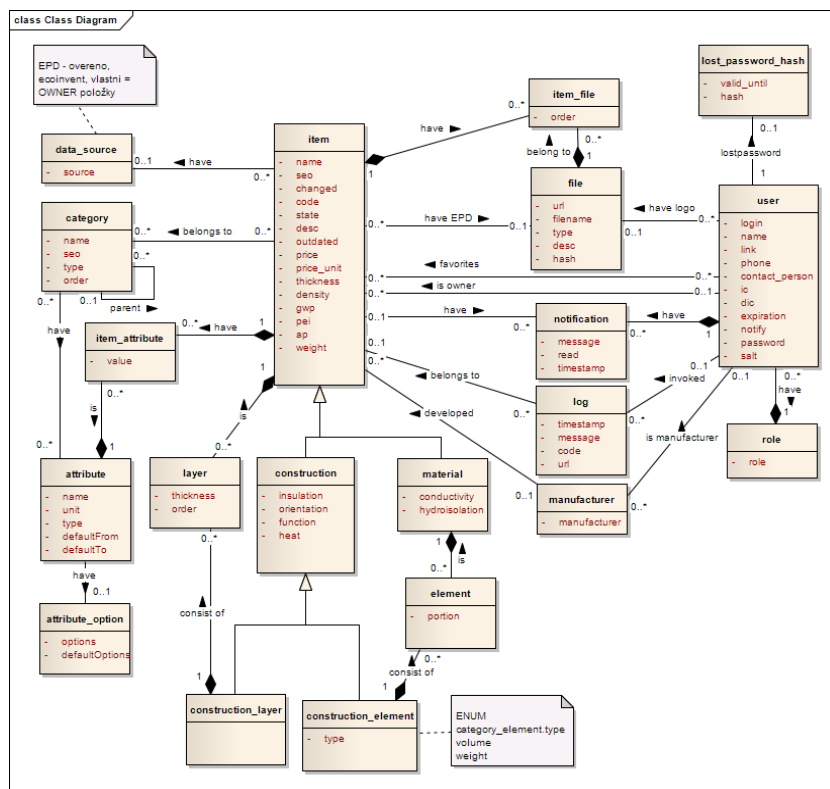 class Class Diagram
EPD - overeno,
ecoinvent, vlastni =
OWNER položky
data_source
- source
0..1
◄ have
0..*
category
- name
- seo
- type
- order
0..*
◄ belongs to
0..*
0..*
0..1
parent ►
0..*
have
▼
0..*
item
- name
- seo
- changed
- code
- state
- desc
- outdated
- price
- price_unit
- thickness
- density
- gwp
- pei
- ap
- weight
1
have ►
0..*
item_file
- order
0..*
belong to ▲
1
file
- url
- filename
- type
- desc
- hash
0..*
have EPD ►
0..1
lost_password_hash
- valid_until
- hash
0..1
▲
lostpassword
1
user
- login
- name
- link
- phone
- contact_person
- ic
- dic
- expiration
- notify
- password
- salt
◄ have logo
0..1
0..*
0..*
◄ favorites
0..*
0..*
◄ is owner
0..1
0..1
have ►
0..*
notification
- message
- read
- timestamp
0..*
◄ have
1
0..1
◄ belongs to
0..*
log
- timestamp
- message
- code
- url
0..1
◄ invoked
0..*
0..1
◄ developed
0..1
manufacturer
- manufacturer
0..1
▲
is manufacturer
0..*
0..*
have
▼
1
role
- role
item_attribute
- value
0..*
◄ have
1
0..*
is
▼
1
attribute
- name
- unit
- type
- defaultFrom
- defaultTo
have
▼
0..1
attribute_option
- options
- defaultOptions
1
▲
is
0..*
layer
- thickness
- order
0..*
▲
consist of
1
construction
- insulation
- orientation
- function
- heat
material
- conductivity
- hydroisolation
1
▲
is
0..*
element
- portion
0..*
▲
consist of
1
construction_layer
construction_element
- type
ENUM
category_element.type
volume
weight